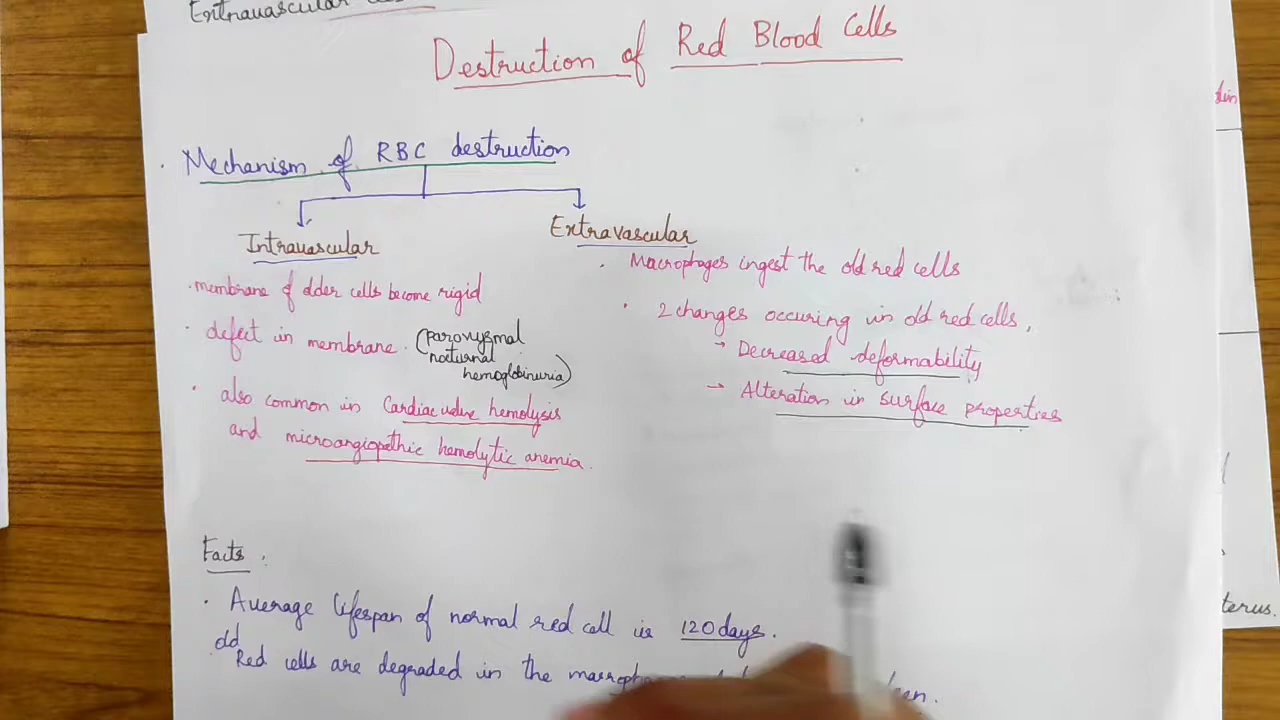 Extravascular
Destruction of Red Blood Cells
. Mechanism of RBC destruction
Intravascular
Extravascular
. membrane of older cells become rigid
. defect in membrane. (paroxysmal
nocturnal
hemoglobinuria)
. also common in Cardiac valve hemolysis
and microangiopathic hemolytic anemia.
. Macrophages ingest the old red cells
. 2 changes occuring in old red cells,
→ Decreased deformability
→ Alteration in surface properties
Facts.
. Average lifespan of normal red cell is 120 days.
old
Red cells are degraded in the
terus.